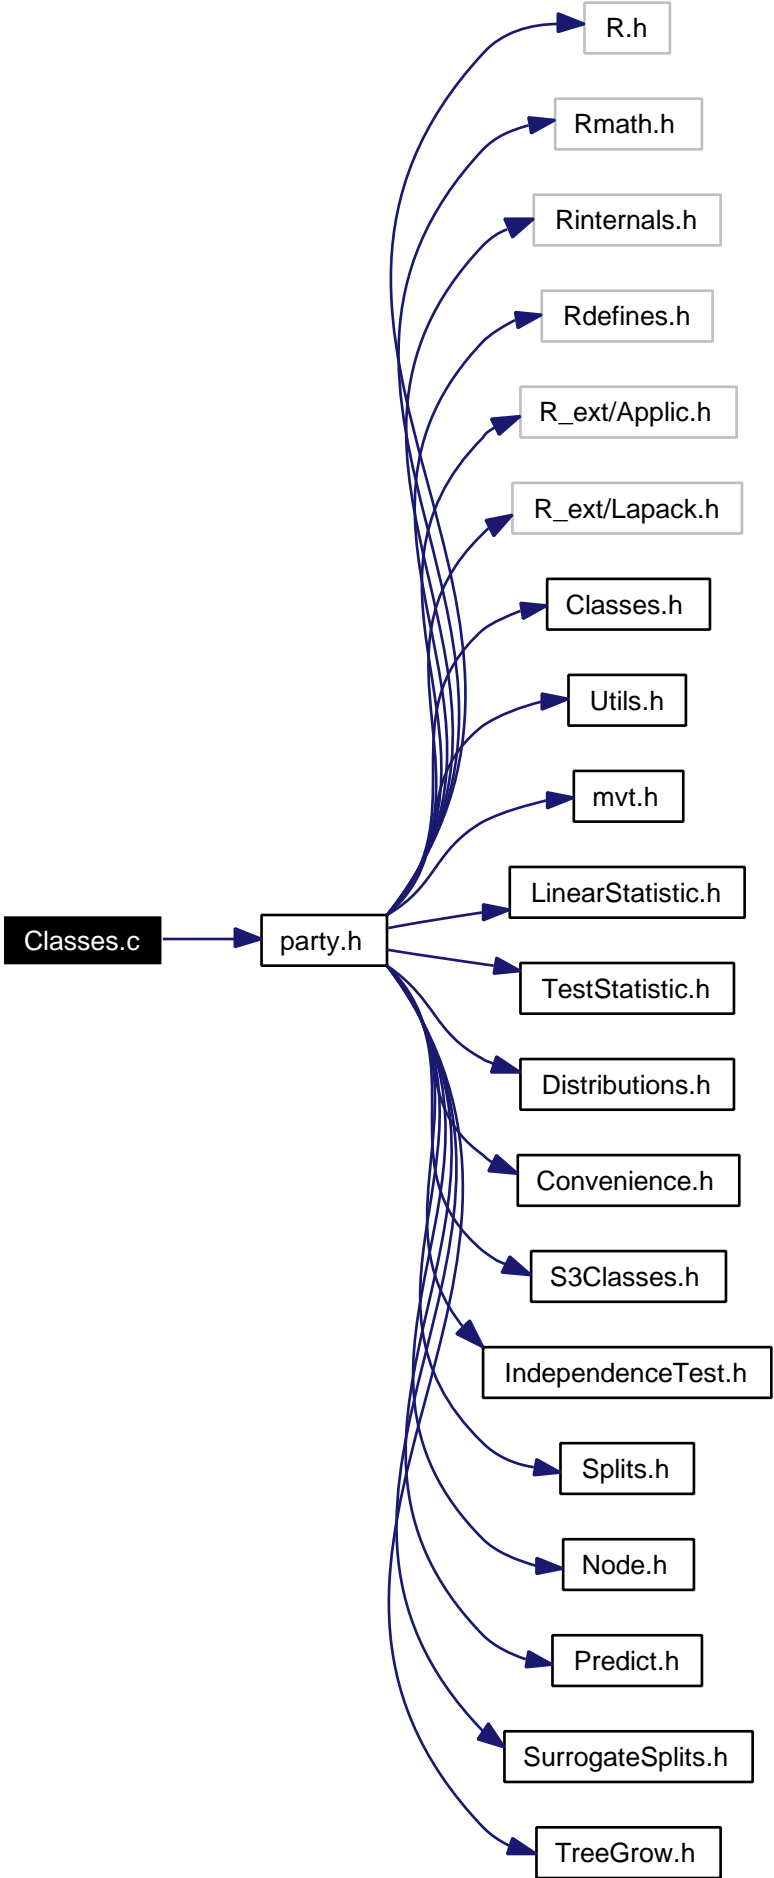 R.h
Rmath.h
Rinternals.h
Rdefines.h
R_ext/Applic.h
R_ext/Lapack.h
Classes.h
Utils.h
mvt.h
LinearStatistic.h
Classes.c
party.h
TestStatistic.h
Distributions.h
Convenience.h
S3Classes.h
IndependenceTest.h
Splits.h
Node.h
Predict.h
SurrogateSplits.h
TreeGrow.h